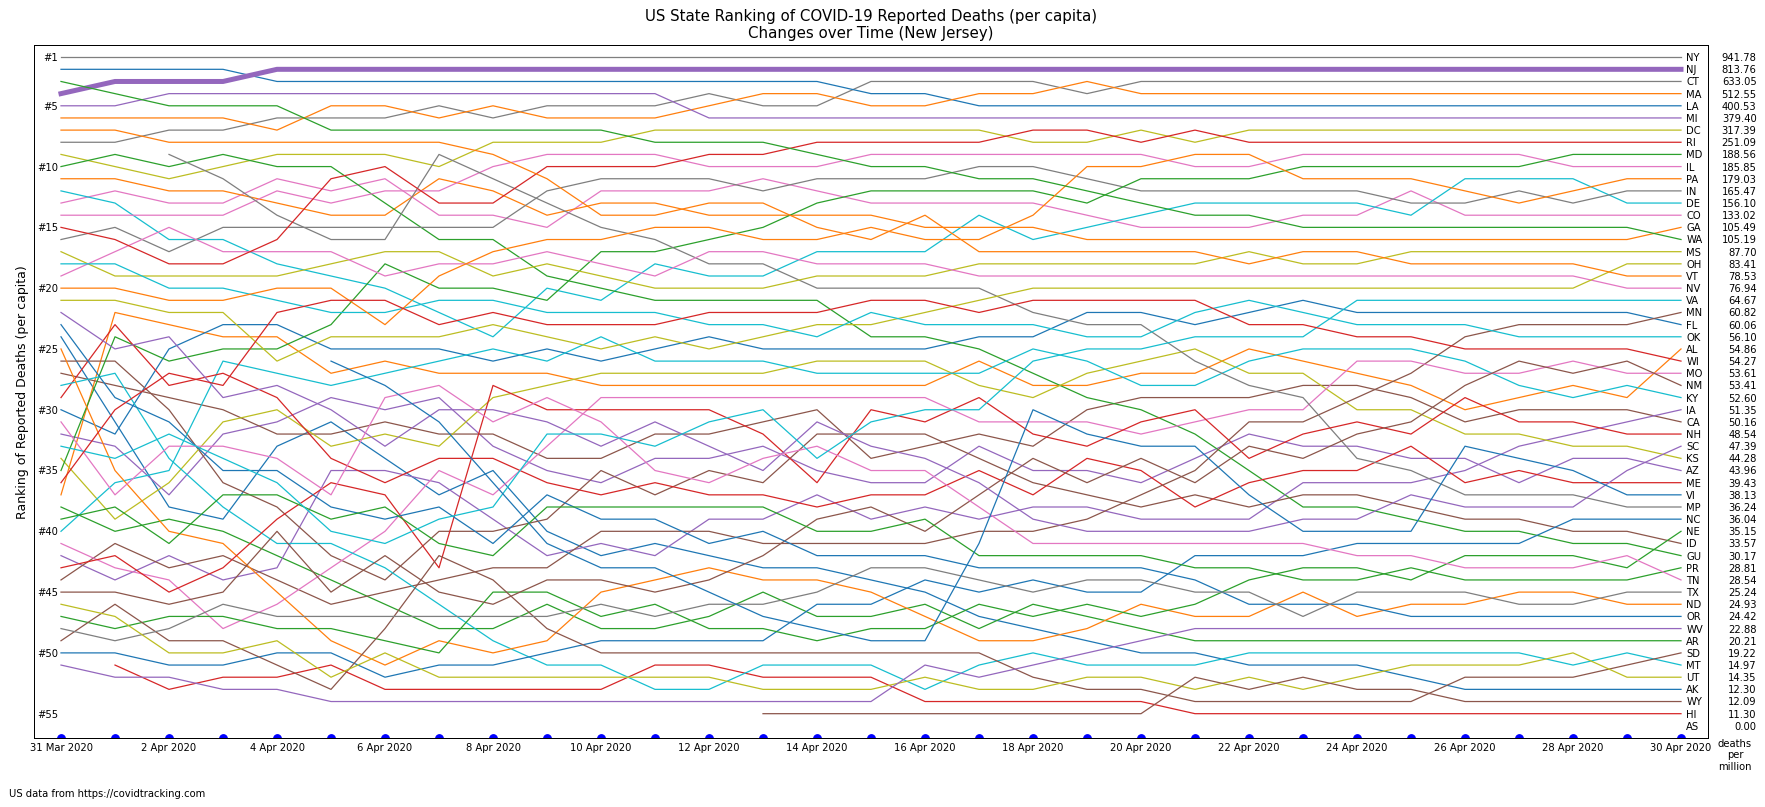 US State Ranking of COVID-19 Reported Deaths (per capita)
Changes over Time (New Jersey)
Ranking of Reported Deaths (per capita)
#1
#5
#10
#15
#20
#25
#30
#35
#40
#45
#50
#55
NY 941.78
NJ 813.76
CT 633.05
MA 512.55
LA 400.53
MI 379.40
DC 317.39
RI 251.09
MD 188.56
IL 185.85
PA 179.03
IN 165.47
DE 156.10
CO 133.02
GA 105.49
WA 105.19
MS 87.70
OH 83.41
VT 78.53
NV 76.94
VA 64.67
MN 60.82
FL 60.06
OK 56.10
AL 54.86
WI 54.27
MO 53.61
NM 53.41
KY 52.60
IA 51.35
CA 50.16
NH 48.54
SC 47.39
KS 44.28
AZ 43.96
ME 39.43
VI 38.13
MP 36.24
NC 36.04
NE 35.15
ID 33.57
GU 30.17
PR 28.81
TN 28.54
TX 25.24
ND 24.93
OR 24.42
WV 22.88
AR 20.21
SD 19.22
MT 14.97
UT 14.35
AK 12.30
WY 12.09
HI 11.30
AS 0.00
31 Mar 2020 2 Apr 2020 4 Apr 2020 6 Apr 2020 8 Apr 2020 10 Apr 2020 12 Apr 2020 14 Apr 2020 16 Apr 2020 18 Apr 2020 20 Apr 2020 22 Apr 2020 24 Apr 2020 26 Apr 2020 28 Apr 2020 30 Apr 2020
deaths
per
million
US data from https://covidtracking.com